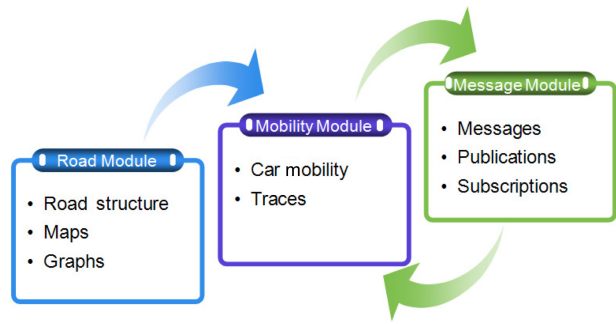 Road Module
• Road structure
• Maps
• Graphs
Mobility Module
• Car mobility
• Traces
Message Module
• Messages
• Publications
• Subscriptions